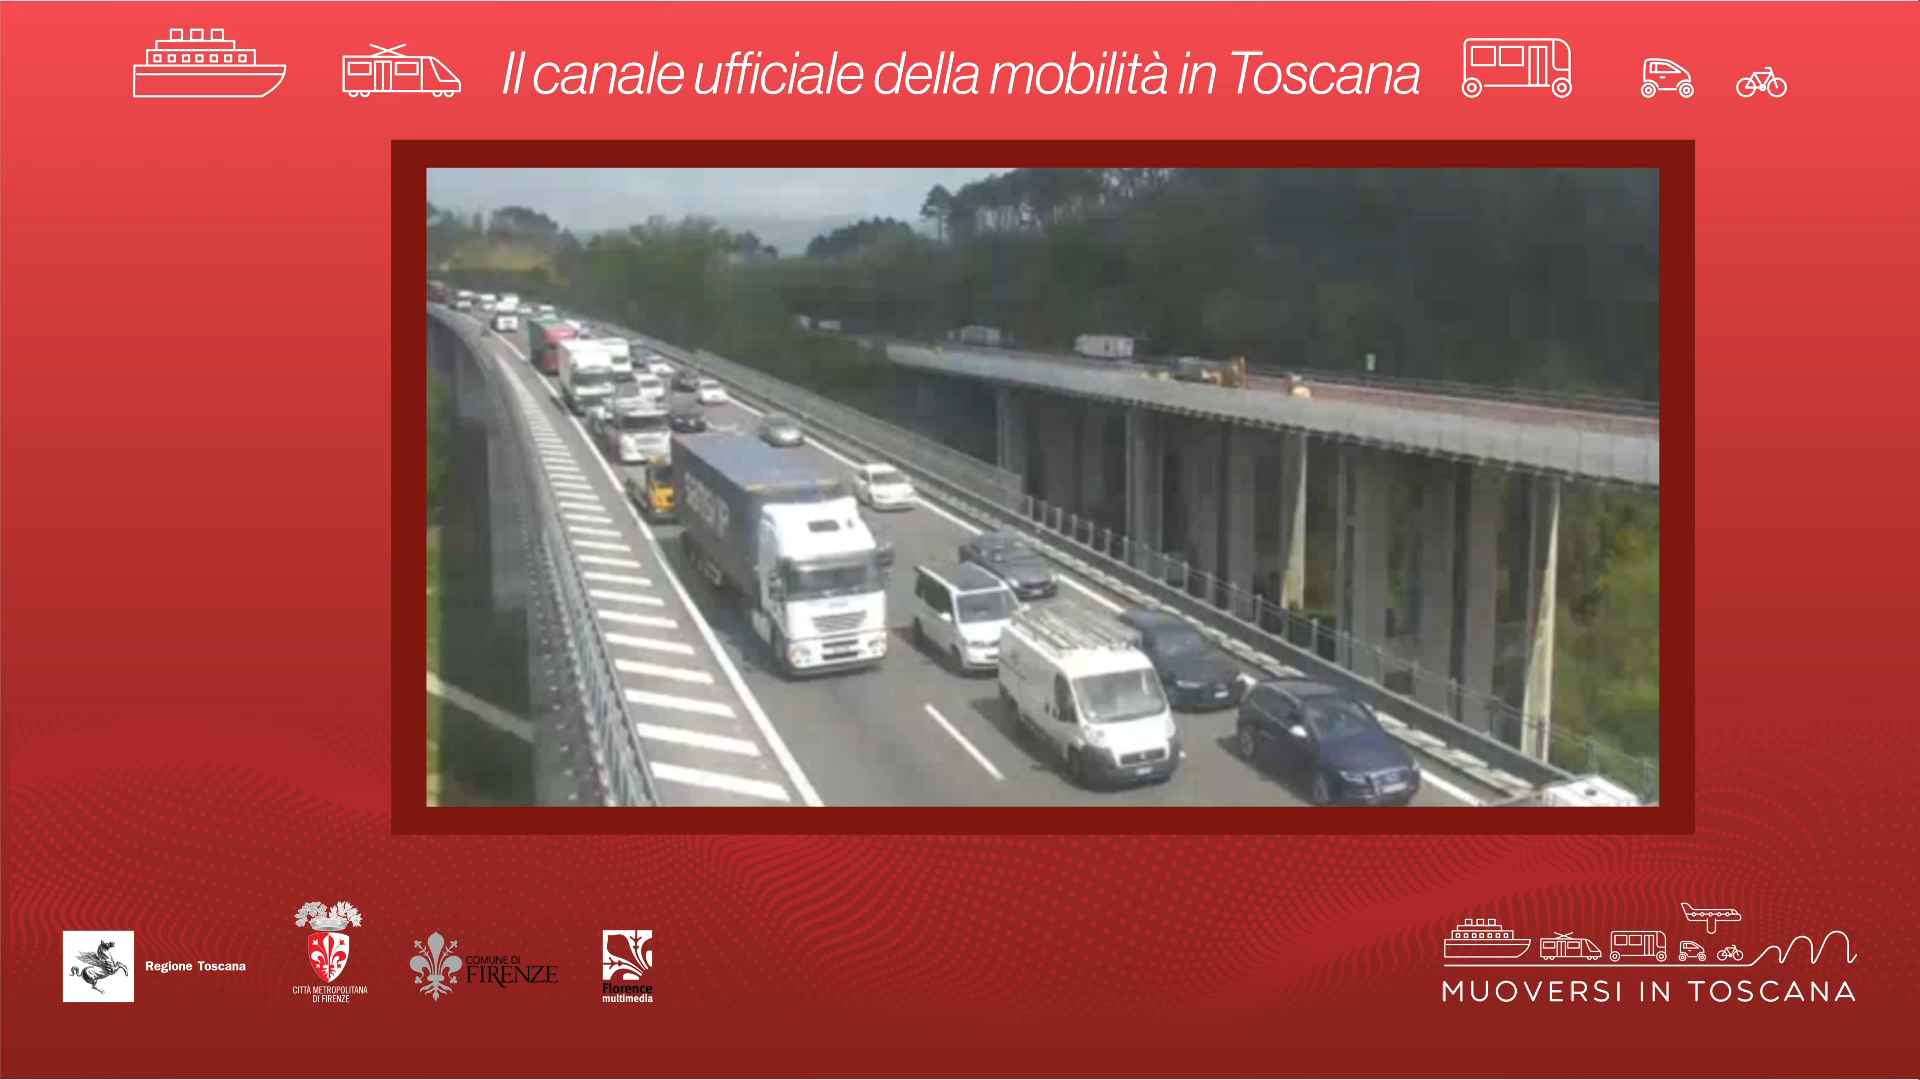 Il canale ufficiale della mobilità in Toscana
Regione Toscana
CITTÀ METROPOLITANA
DI FIRENZE
COMUNE DI
FIRENZE
Florence
multimedia
MUOVERSI IN TOSCANA